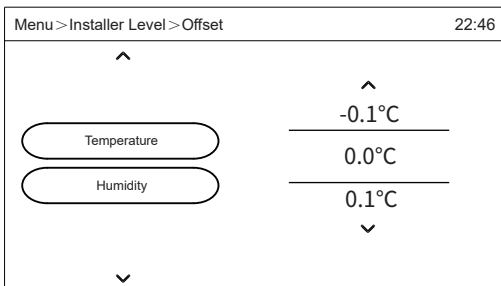 Menu＞Installer Level＞Offset 22:46
Temperature
Humidity
-0.1°C
0.0°C
0.1°C